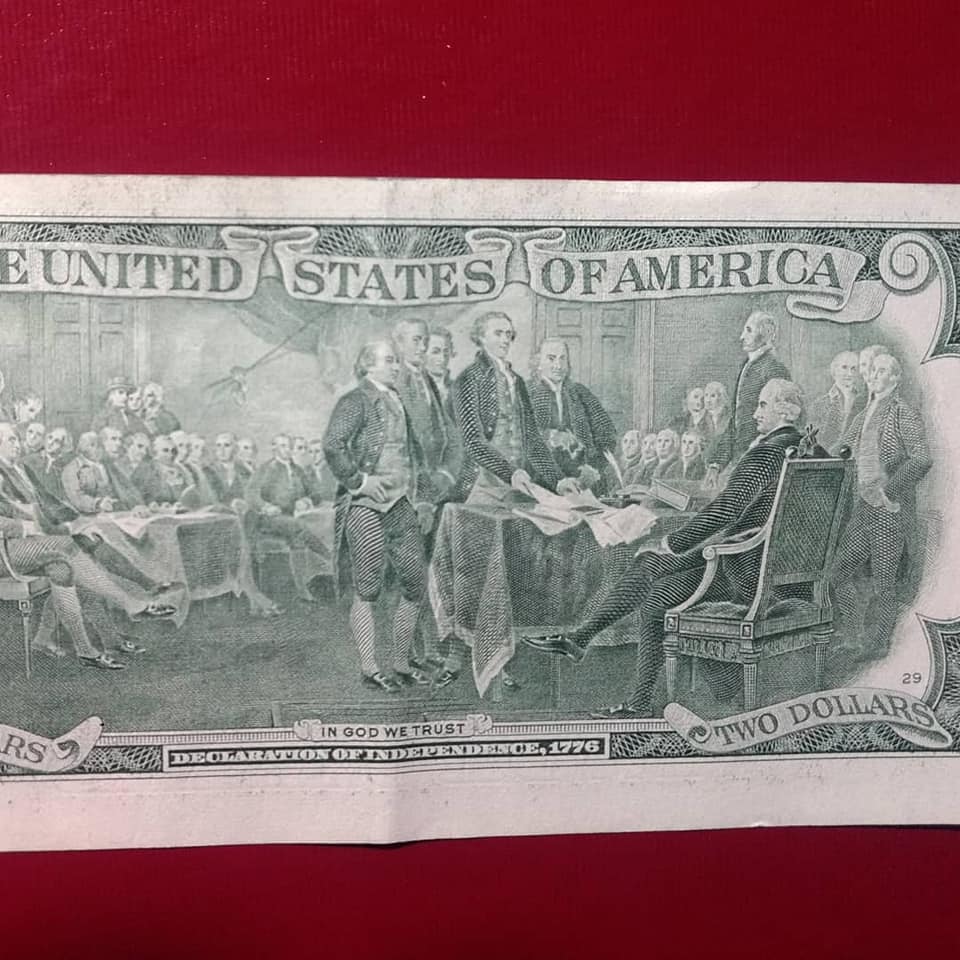 E UNITED STATES OF AMERICA
29
RS TWO DOLLARS
IN GOD WE TRUST
DECLARATION OF INDEPENDENCE, 1776